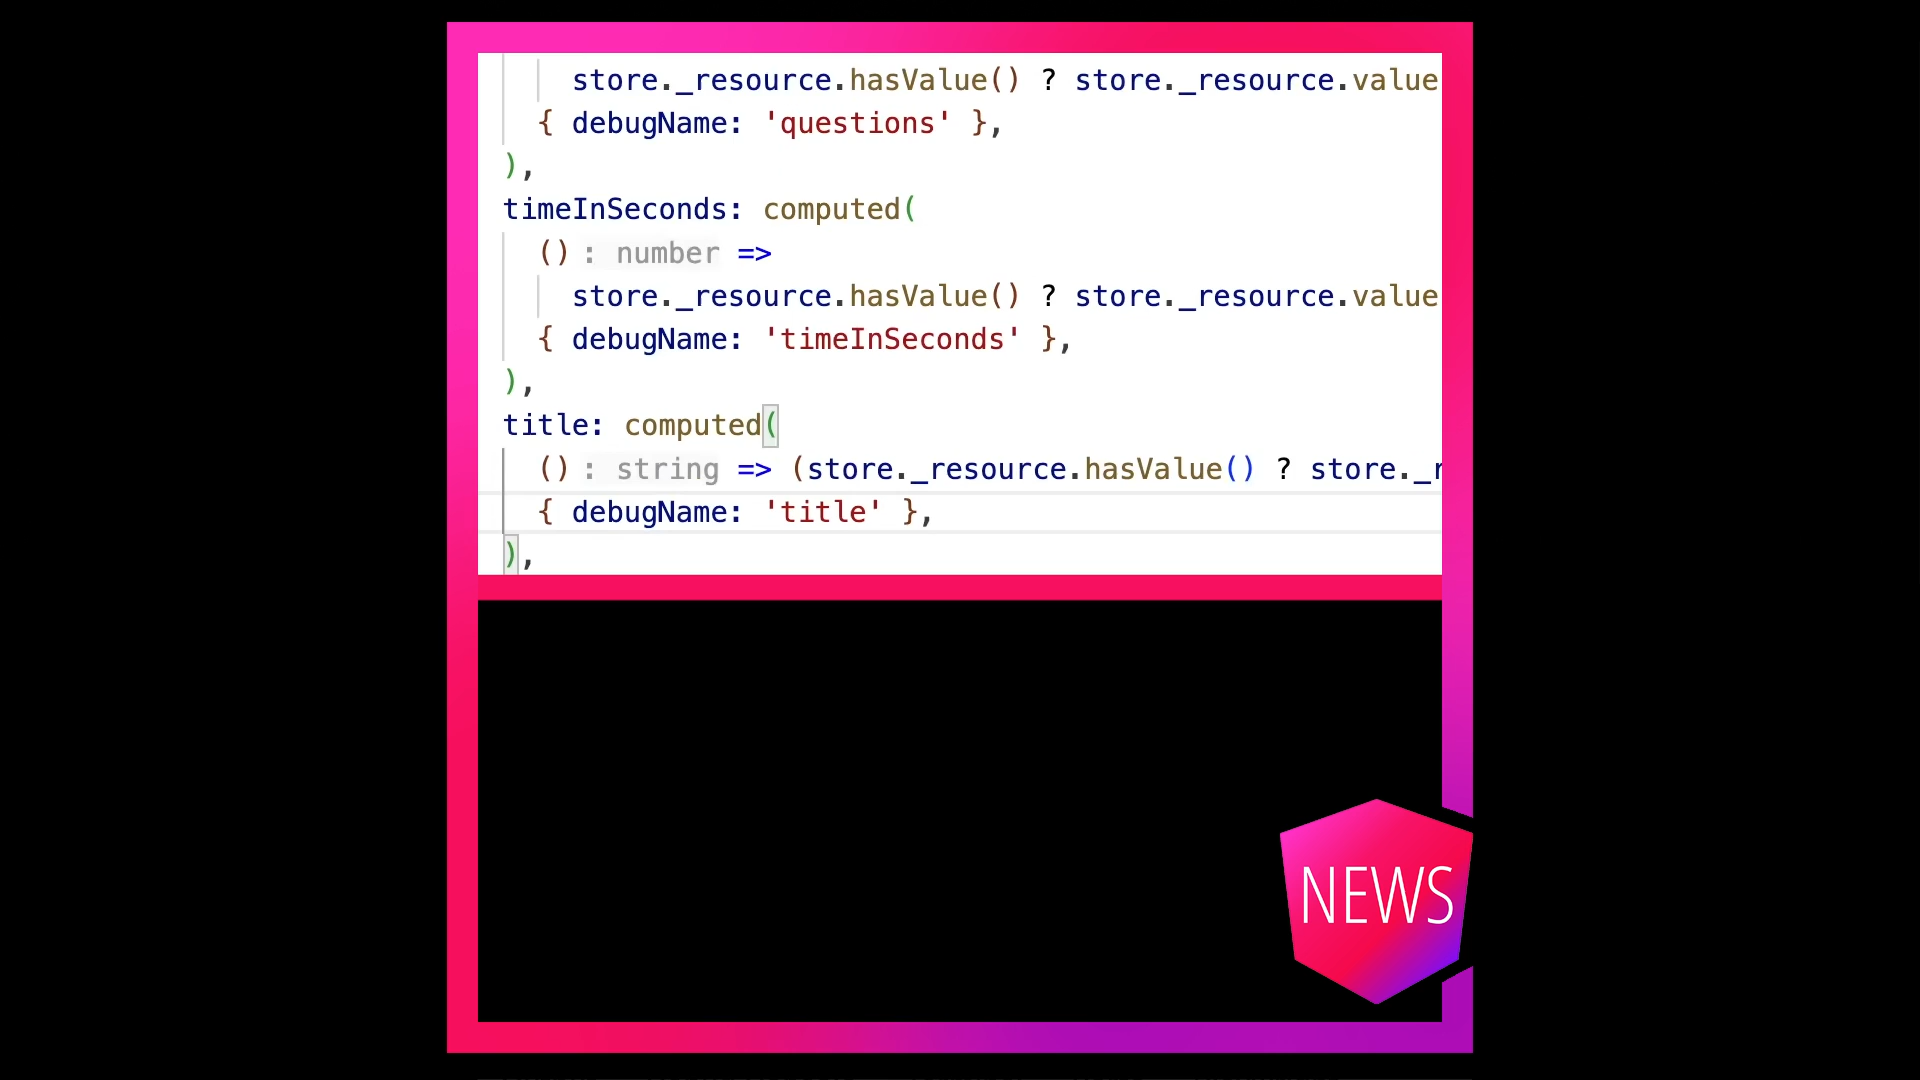 store._resource.hasValue() ? store._resource.value
{ debugName: 'questions' },
),
timeInSeconds: computed(
(): number =>
store._resource.hasValue() ? store._resource.value
{ debugName: 'timeInSeconds' },
),
title: computed(
(): string => (store._resource.hasValue() ? store._r
{ debugName: 'title' },
),
NEWS